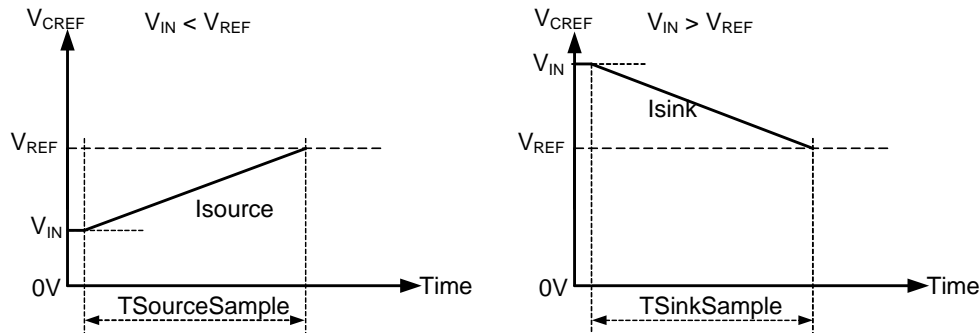 VCREF
VIN < VREF
VREF
Isource
VIN
0V
Time
TSourceSample
VCREF
VIN > VREF
VIN
Isink
VREF
0V
Time
TSinkSample